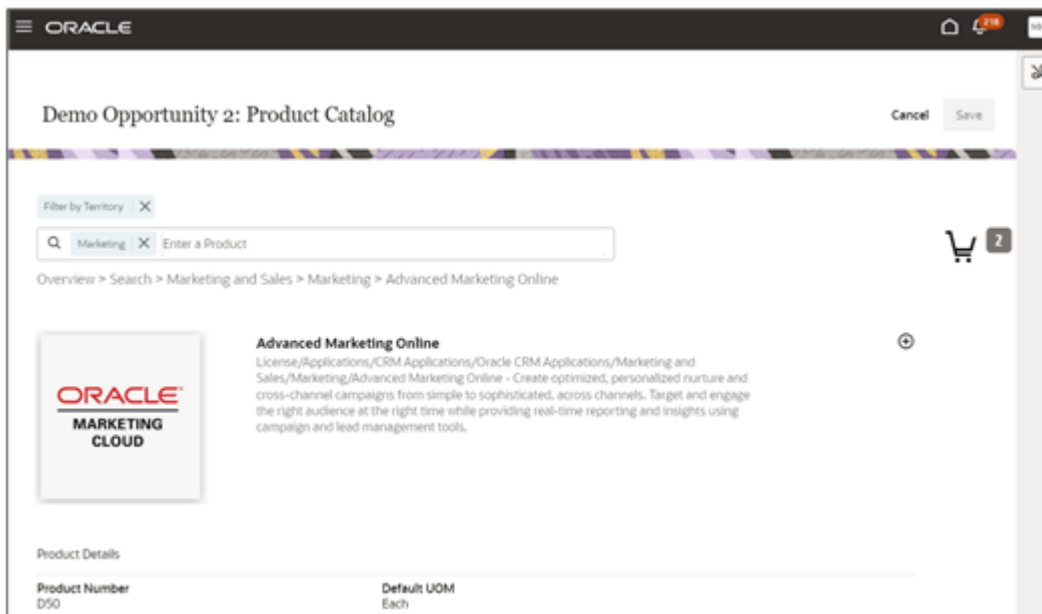 ORACLE
218
Demo Opportunity 2: Product Catalog
Cancel
Save
Filter by Territory
Marketing
Enter a Product
2
Overview > Search > Marketing and Sales > Marketing > Advanced Marketing Online
ORACLE
MARKETING
CLOUD
Advanced Marketing Online
License/Applications/CRM Applications/Oracle CRM Applications/Marketing and
Sales/Marketing/Advanced Marketing Online - Create optimized, personalized nurture and
cross-channel campaigns from simple to sophisticated, across channels. Target and engage
the right audience at the right time while providing real-time reporting and insights using
campaign and lead management tools.
Product Details
Product Number
D50
Default UOM
Each